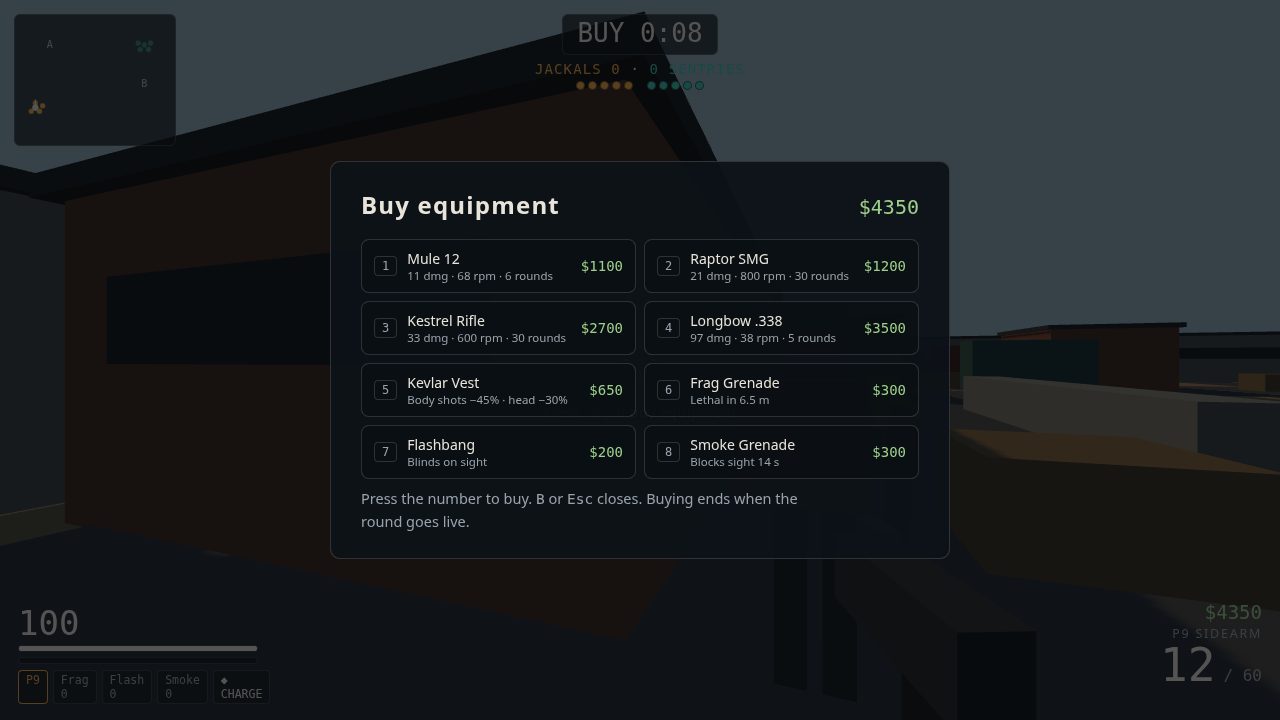 A
B
BUY 0:08
JACKALS 0 · 0 SENTRIES
Buy equipment
$4350
1
Mule 12
11 dmg · 68 rpm · 6 rounds
$1100
2
Raptor SMG
21 dmg · 800 rpm · 30 rounds
$1200
3
Kestrel Rifle
33 dmg · 600 rpm · 30 rounds
$2700
4
Longbow .338
97 dmg · 38 rpm · 5 rounds
$3500
5
Kevlar Vest
Body shots −45% · head −30%
$650
6
Frag Grenade
Lethal in 6.5 m
$300
7
Flashbang
Blinds on sight
$200
8
Smoke Grenade
Blocks sight 14 s
$300
Press the number to buy. B or Esc closes. Buying ends when the
round goes live.
100
P9
Frag
0
Flash
0
Smoke
0
◆
CHARGE
$4350
P9 SIDEARM
12 / 60